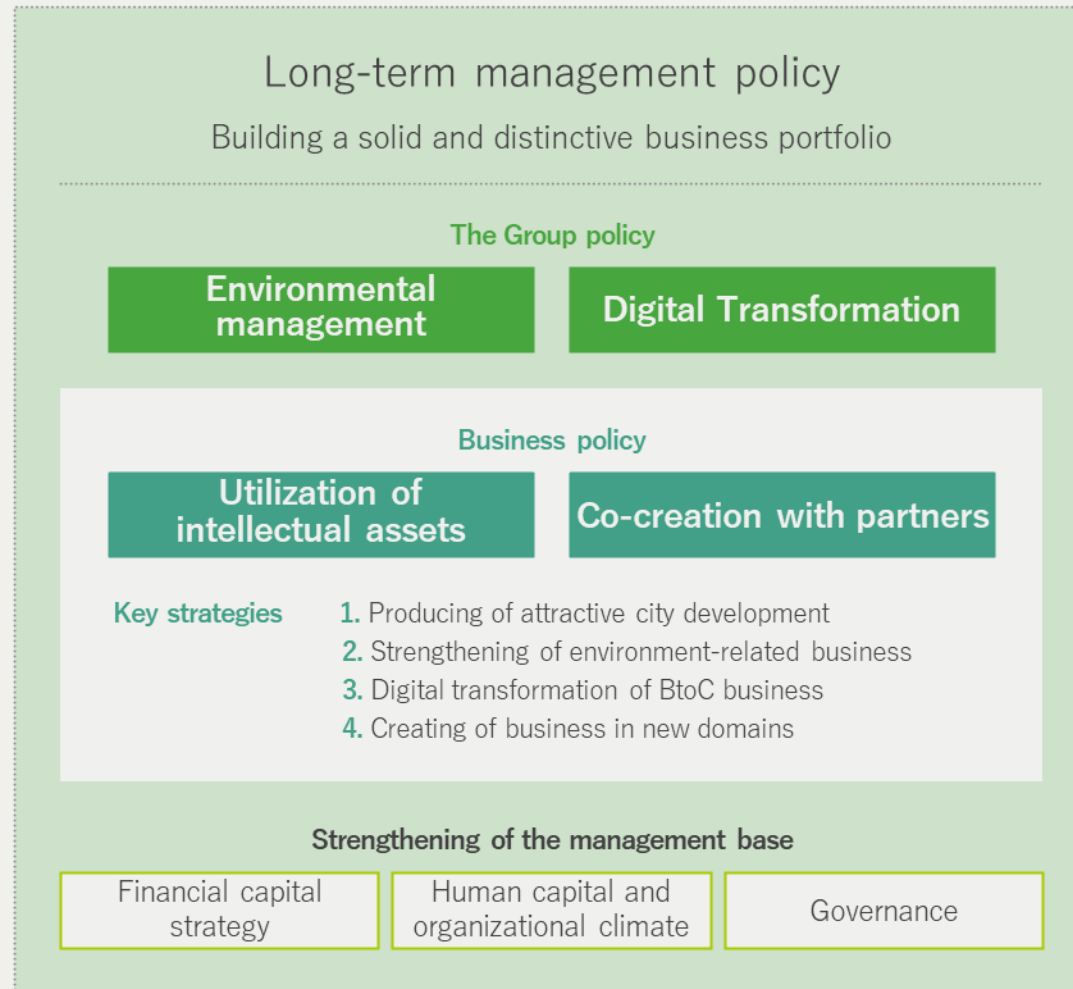 Long-term management policy
Building a solid and distinctive business portfolio
The Group policy
Environmental
management
Digital Transformation
Business policy
Utilization of
intellectual assets
Co-creation with partners
Key strategies
1. Producing of attractive city development
2. Strengthening of environment-related business
3. Digital transformation of BtoC business
4. Creating of business in new domains
Strengthening of the management base
Financial capital
strategy
Human capital and
organizational climate
Governance